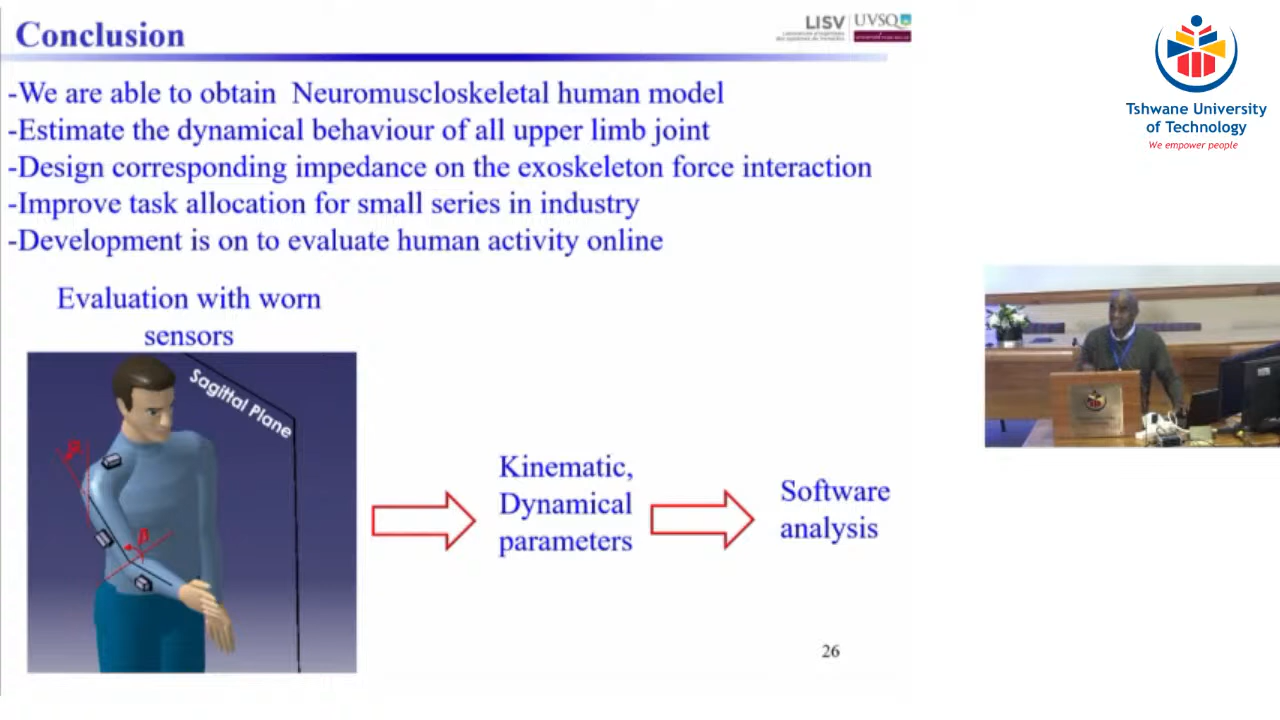 Conclusion
LISV
UVSQ
-We are able to obtain Neuromuscloskeletal human model
-Estimate the dynamical behaviour of all upper limb joint
-Design corresponding impedance on the exoskeleton force interaction
-Improve task allocation for small series in industry
-Development is on to evaluate human activity online
Evaluation with worn
sensors
Sagittal Plane
β
Kinematic,
Dynamical
parameters
Software
analysis
26
Tshwane University
of Technology
We empower people